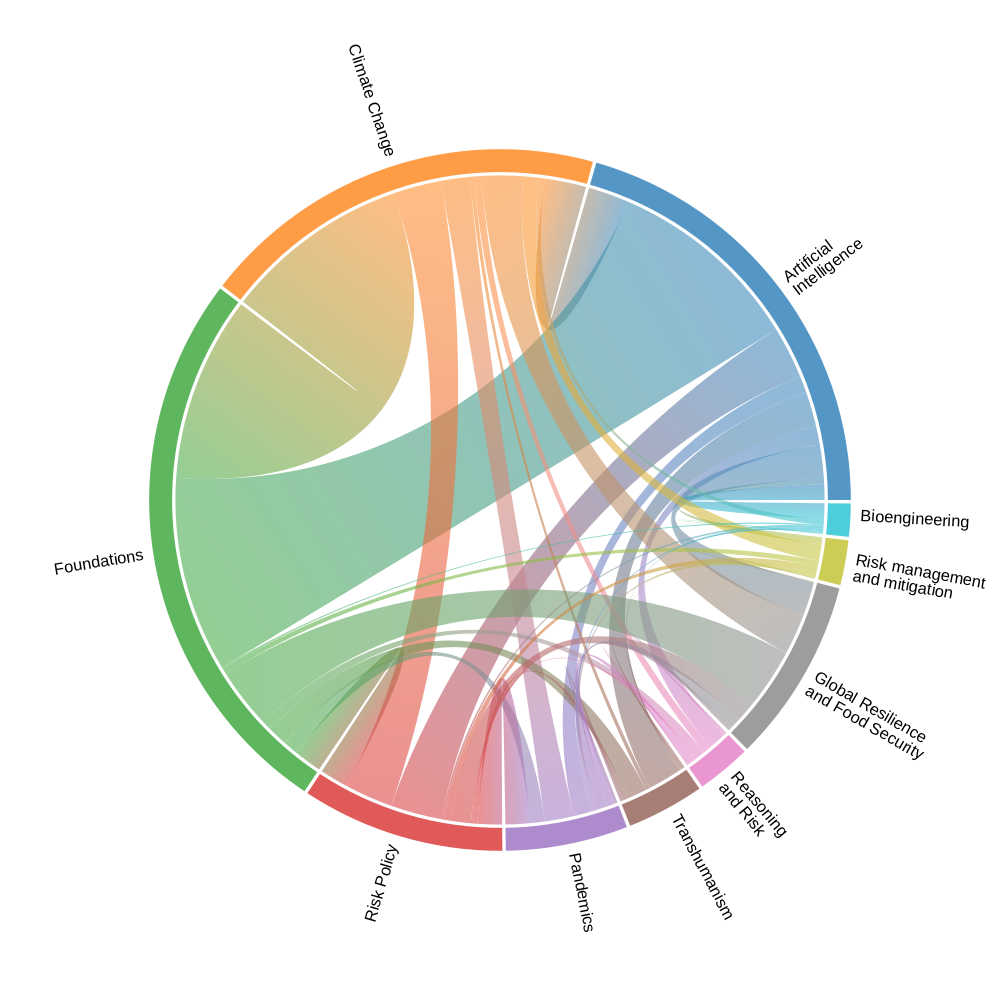 Climate Change
Artificial
Intelligence
Bioengineering
Foundations
Risk management
and mitigation
Global Resilience
and Food Security
Reasoning
and Risk
Transhumanism
Pandemics
Risk Policy